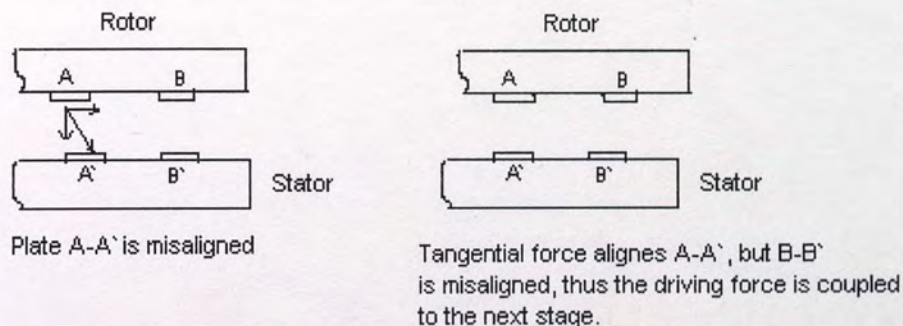 Rotor
A B
A` B`
Stator
Plate A-A` is misaligned
Rotor
A B
A` B`
Stator
Tangential force alignes A-A`, but B-B`
is misaligned, thus the driving force is coupled
to the next stage.